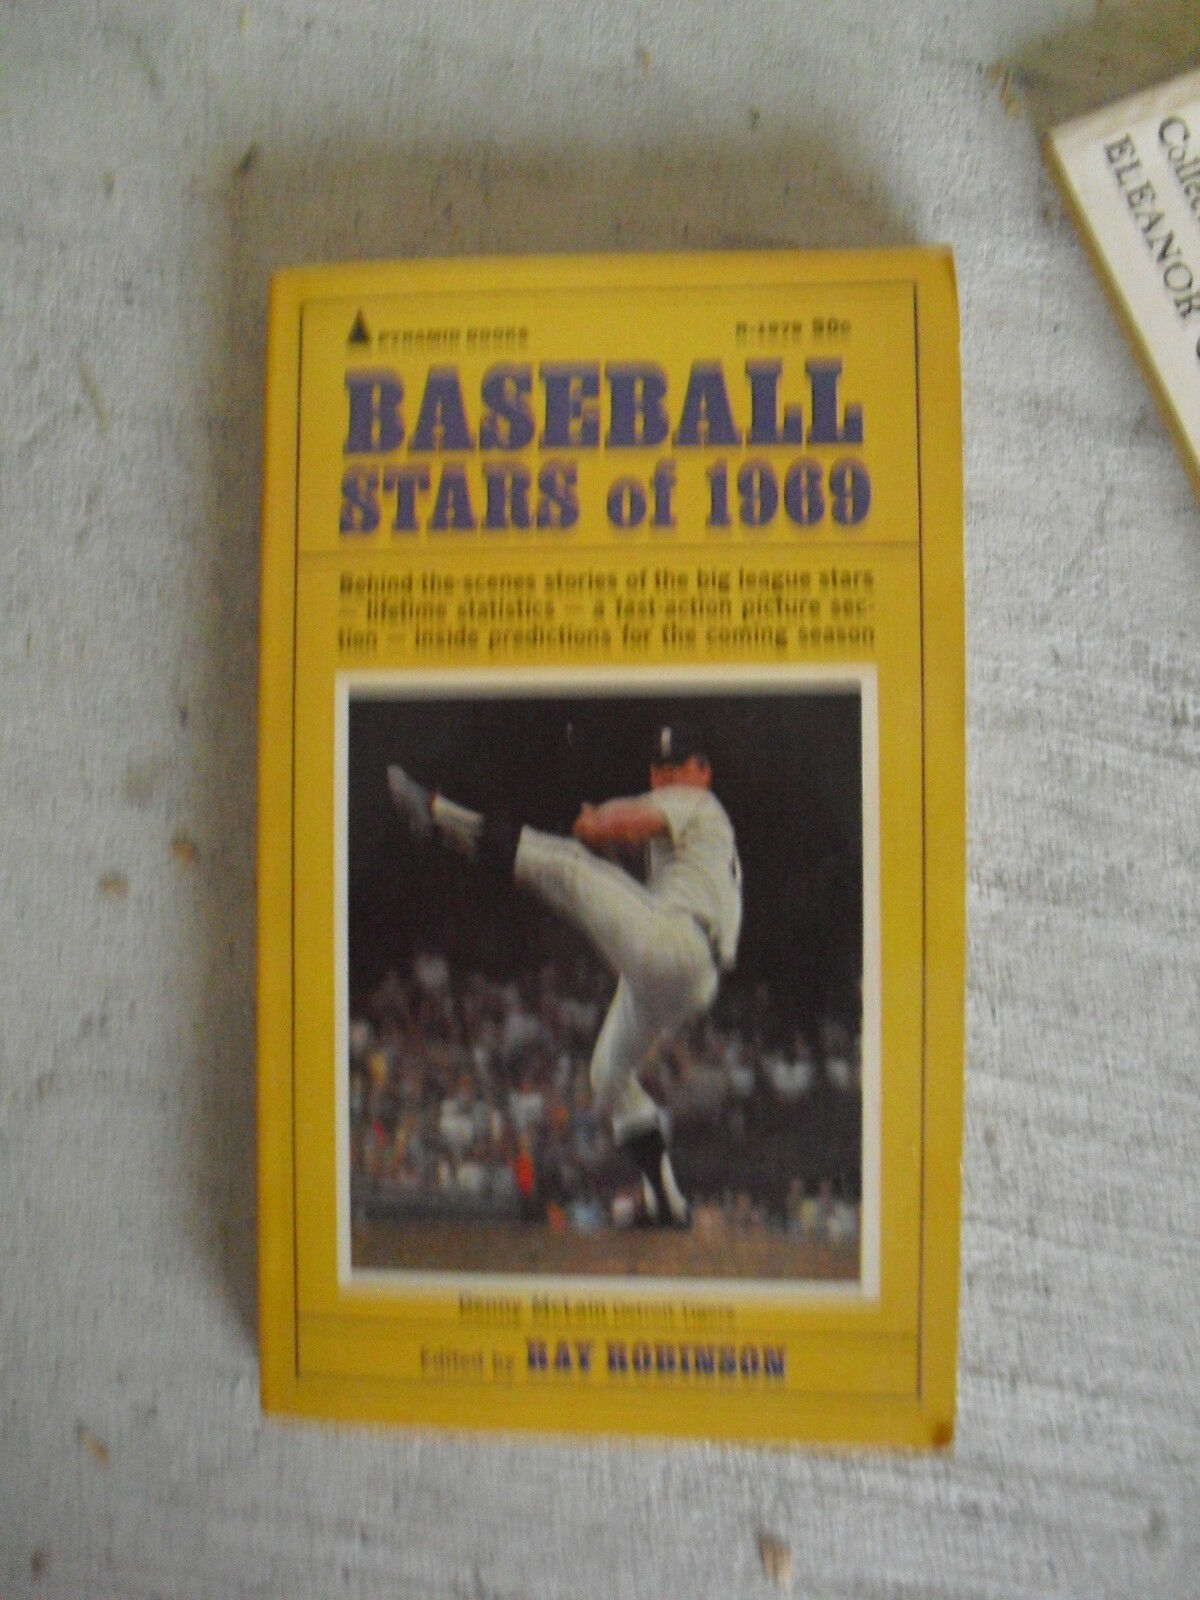 PYRAMID BOOKS
50c
BASEBALL
STARS of 1969
Behind-the-scenes stories of the big league stars
— lifetime statistics — a fast-action picture sec-
tion — inside predictions for the coming season
Denny McLain Detroit Tigers
Edited by RAY ROBINSON
ELEANOR